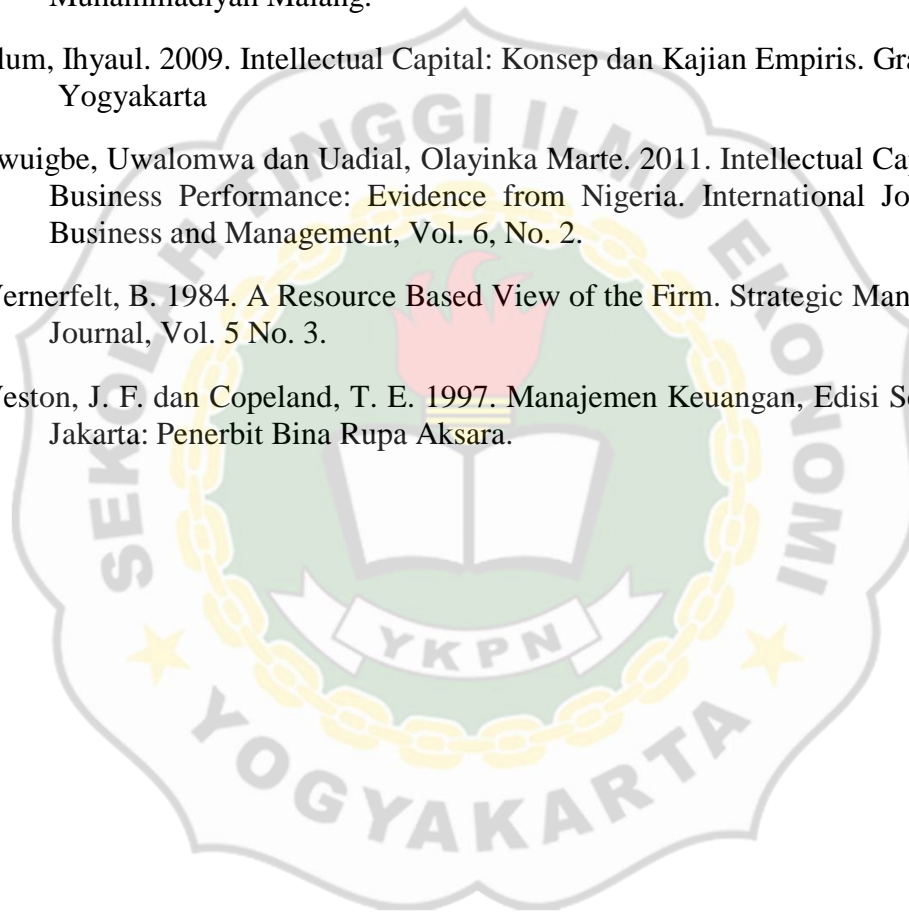 Muhammadiyah Malang.
lum, Ihyaul. 2009. Intellectual Capital: Konsep dan Kajian Empiris. Gra
Yogyakarta
wuigbe, Uwalomwa dan Uadial, Olayinka Marte. 2011. Intellectual Cap
Business Performance: Evidence from Nigeria. International Jo
Business and Management, Vol. 6, No. 2.
ernerfelt, B. 1984. A Resource Based View of the Firm. Strategic Man
Journal, Vol. 5 No. 3.
eston, J. F. dan Copeland, T. E. 1997. Manajemen Keuangan, Edisi Se
Jakarta: Penerbit Bina Rupa Aksara.
SEKOLAH TINGGI ILMU EKONOMI
YKPN
YOGYAKARTA